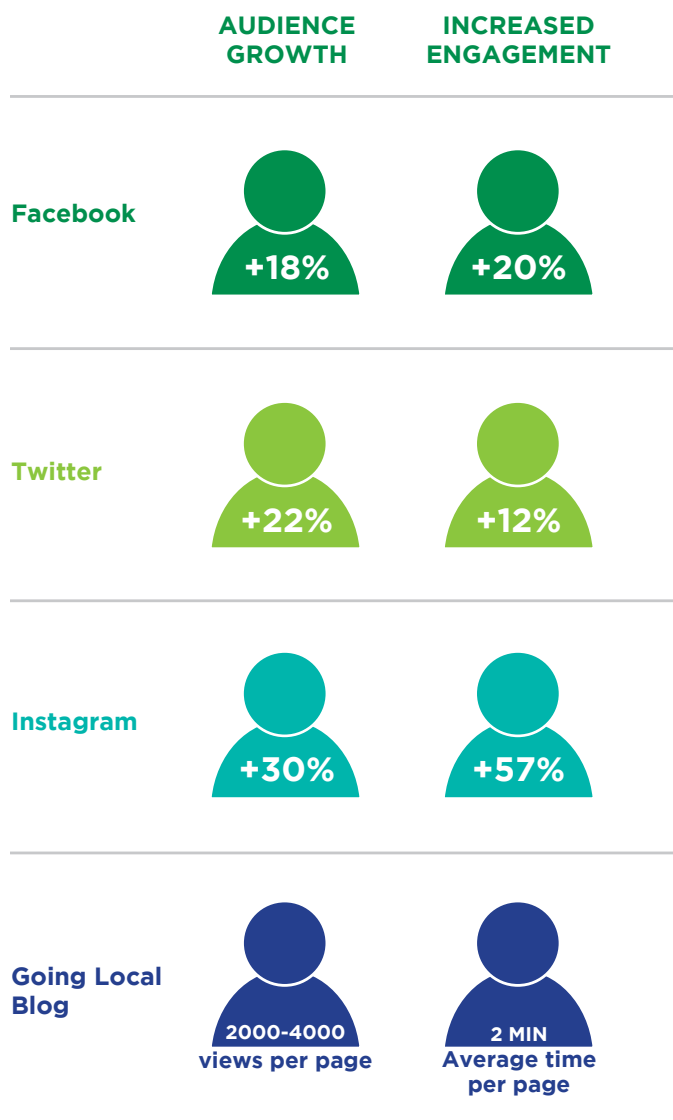 AUDIENCE
GROWTH
INCREASED
ENGAGEMENT
Facebook
+18%
+20%
Twitter
+22%
+12%
Instagram
+30%
+57%
Going Local
Blog
2000-4000
views per page
2 MIN
Average time
per page